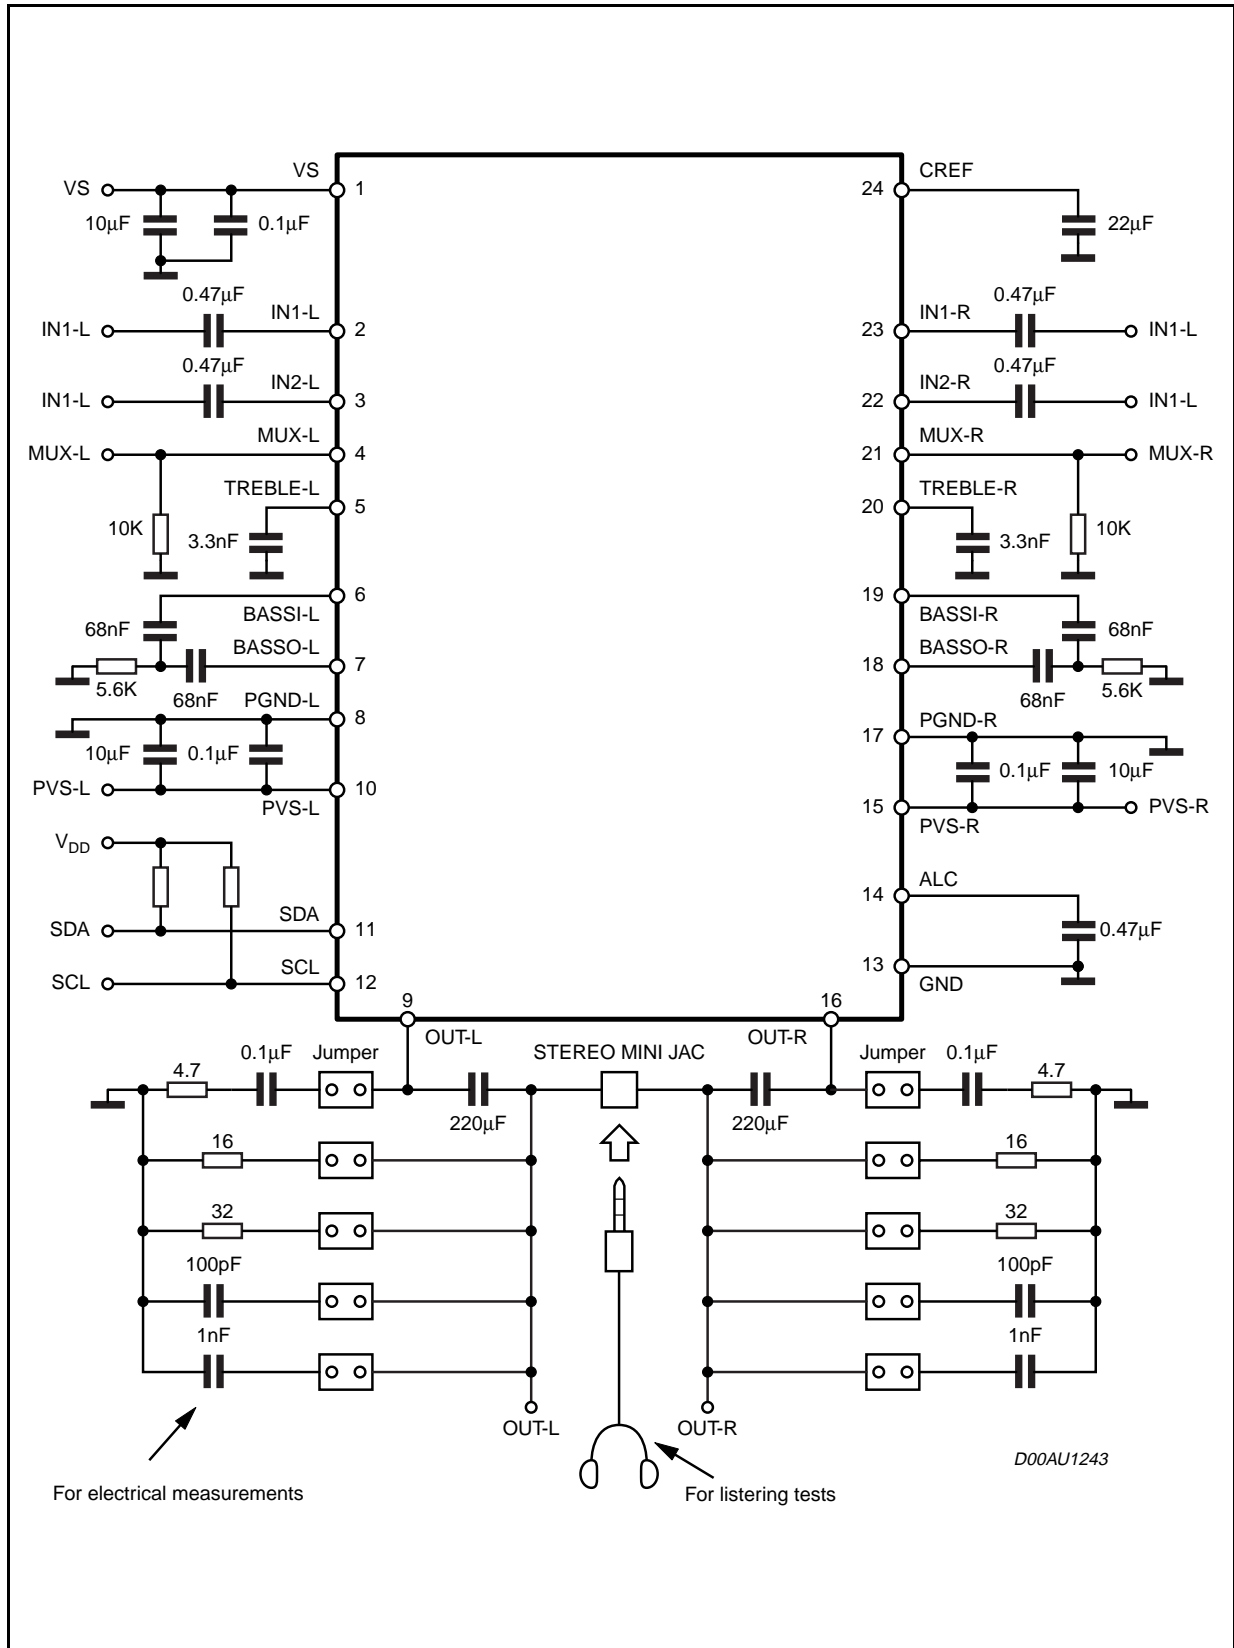 VS
CREF
VS
1
24
10µF
0.1µF
22µF
0.47µF
IN1-L
IN1-L
2
23
IN1-R
0.47µF
IN1-L
0.47µF
IN1-L
IN2-L
3
22
IN2-R
0.47µF
IN1-L
MUX-L
MUX-L
4
21
MUX-R
MUX-R
TREBLE-L
5
20
TREBLE-R
10K
3.3nF
3.3nF
10K
6
19
BASSI-L
BASSI-R
68nF
68nF
BASSO-L
7
18
BASSO-R
5.6K
68nF
68nF
5.6K
PGND-L
8
17
PGND-R
10µF
0.1µF
0.1µF
10µF
PVS-L
10
PVS-L
15
PVS-R
PVS-R
VDD
14
ALC
SDA
SDA
11
0.47µF
SCL
SCL
12
13
GND
9
16
OUT-L
OUT-R
STEREO MINI JAC
4.7
0.1µF
Jumper
220µF
220µF
Jumper
0.1µF
4.7
16
16
32
32
100pF
100pF
1nF
1nF
OUT-L
OUT-R
D00AU1243
For electrical measurements
For listering tests